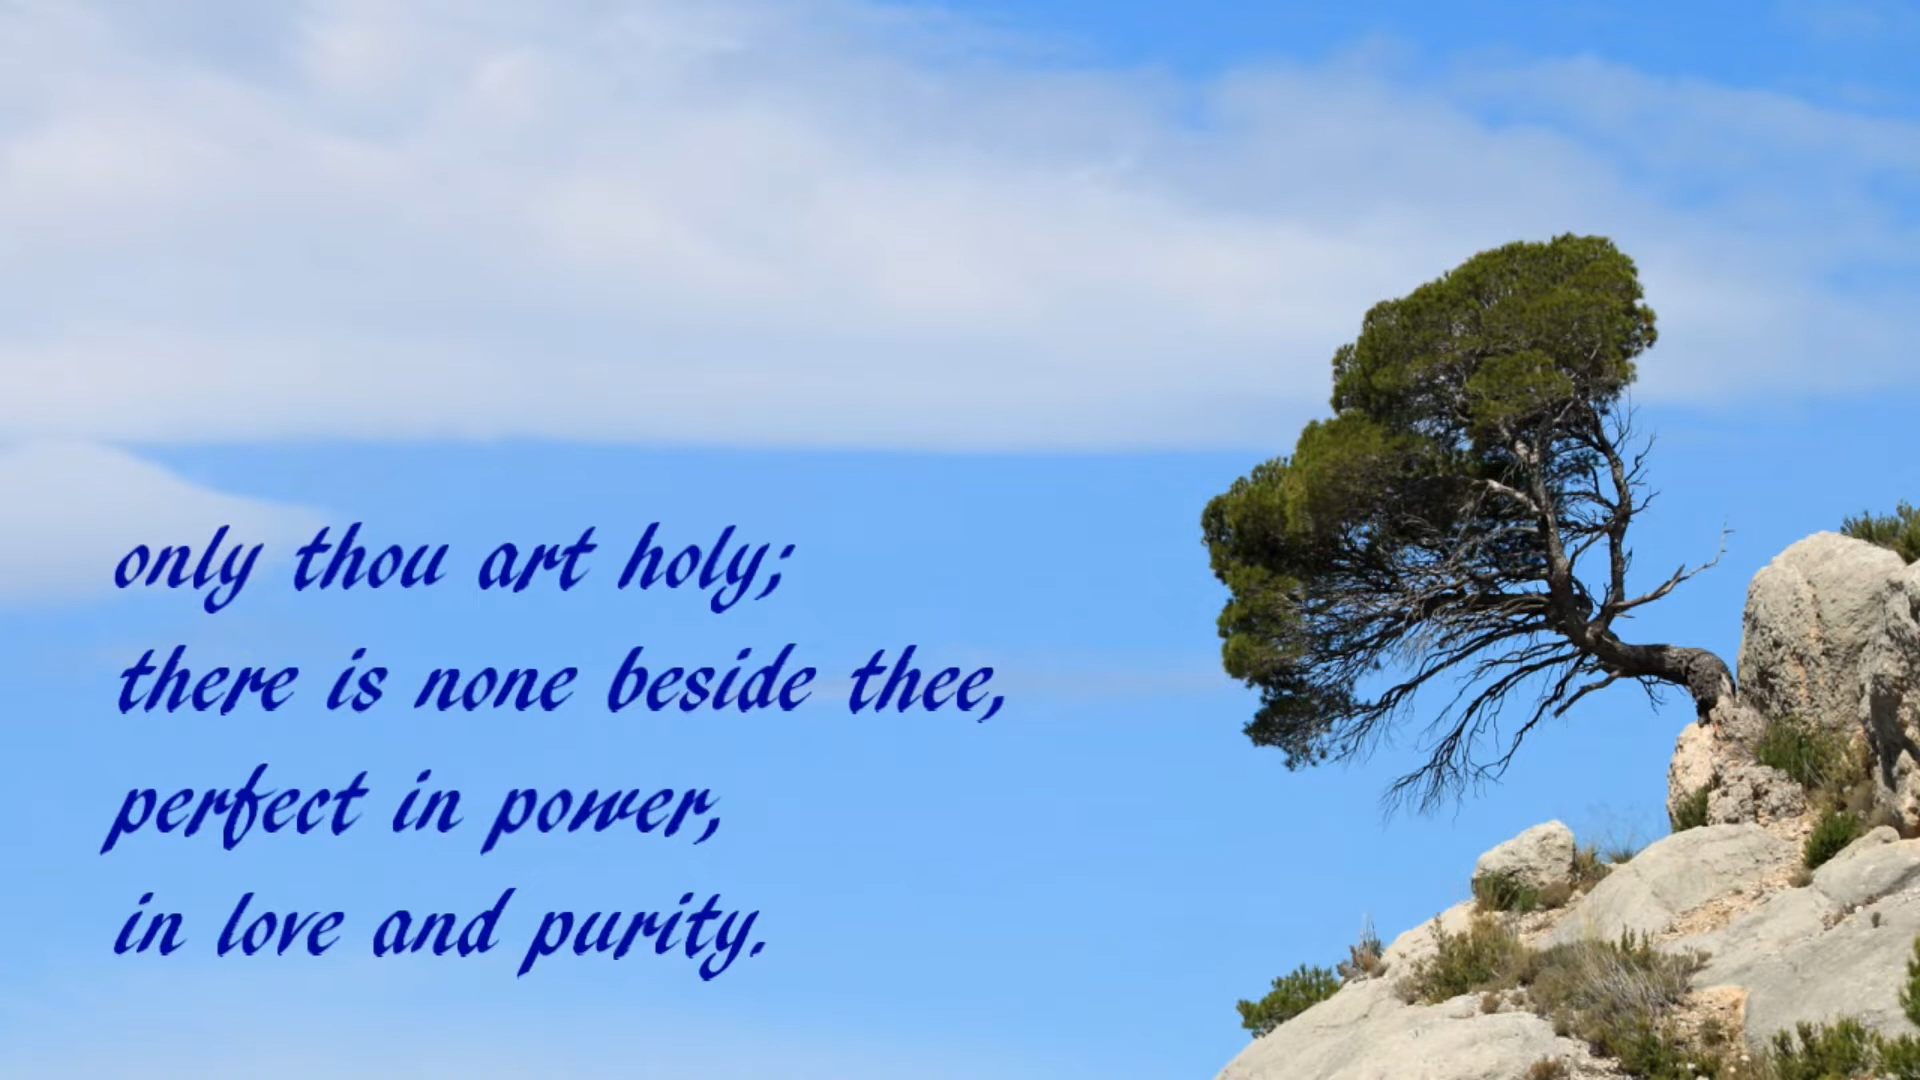 only thou art holy;
there is none beside thee,
perfect in power,
in love and purity.